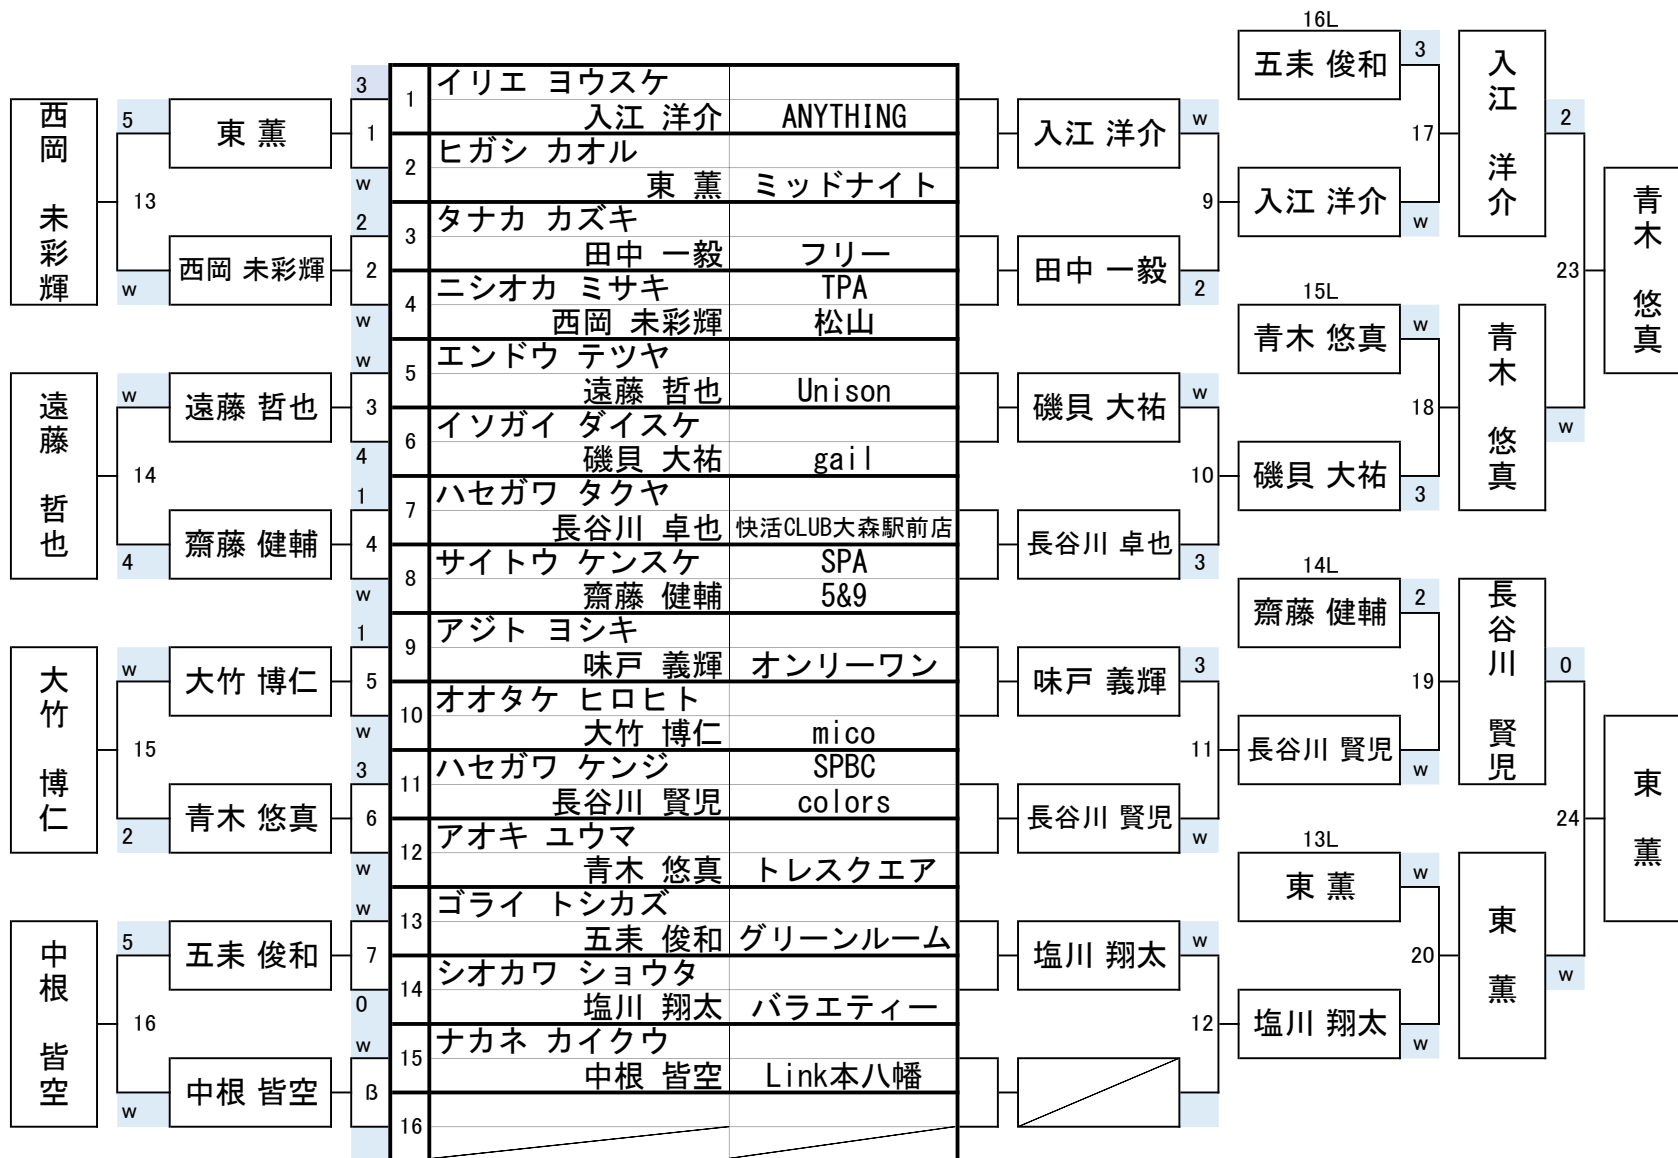 西岡 未彩輝
5
13
w
東 薫
西岡 未彩輝
遠藤 哲也
w
14
4
遠藤 哲也
齋藤 健輔
大竹 博仁
w
15
2
大竹 博仁
青木 悠真
中根 皆空
5
16
w
五耒 俊和
中根 皆空
3
1
w
2
2
w
w
3
4
1
4
w
1
5
w
3
6
w
w
7
0
w
B
1
イリエ ヨウスケ
入江 洋介 ANYTHING
2
ヒガシ カオル
東 薫 ミッドナイト
3
タナカ カズキ
田中 一毅 フリー
4
ニシオカ ミサキ TPA
西岡 未彩輝 松山
5
エンドウ テツヤ
遠藤 哲也 Unison
6
イソガイ ダイスケ
磯貝 大祐 gail
7
ハセガワ タクヤ
長谷川 卓也 快活CLUB大森駅前店
8
サイトウ ケンスケ SPA
齋藤 健輔 5&9
9
アジト ヨシキ
味戸 義輝 オンリーワン
10
オオタケ ヒロヒト
大竹 博仁 mico
11
ハセガワ ケンジ SPBC
長谷川 賢児 colors
12
アオキ ユウマ
青木 悠真 トレスクエア
13
ゴライ トシカズ
五耒 俊和 グリーンルーム
14
シオカワ ショウタ
塩川 翔太 バラエティー
15
ナカネ カイクウ
中根 皆空 Link本八幡
16
入江 洋介
w
9
田中 一毅
2
磯貝 大祐
w
10
長谷川 卓也
3
味戸 義輝
3
11
長谷川 賢児
w
塩川 翔太
w
12
16L
五耒 俊和
3
17
入江 洋介
w
15L
青木 悠真
w
18
磯貝 大祐
3
14L
齋藤 健輔
2
19
長谷川 賢児
w
13L
東 薫
w
20
塩川 翔太
w
入江 洋介
2
23
青木 悠真
w
長谷川 賢児
0
24
東 薫
w
青木 悠真
東 薫